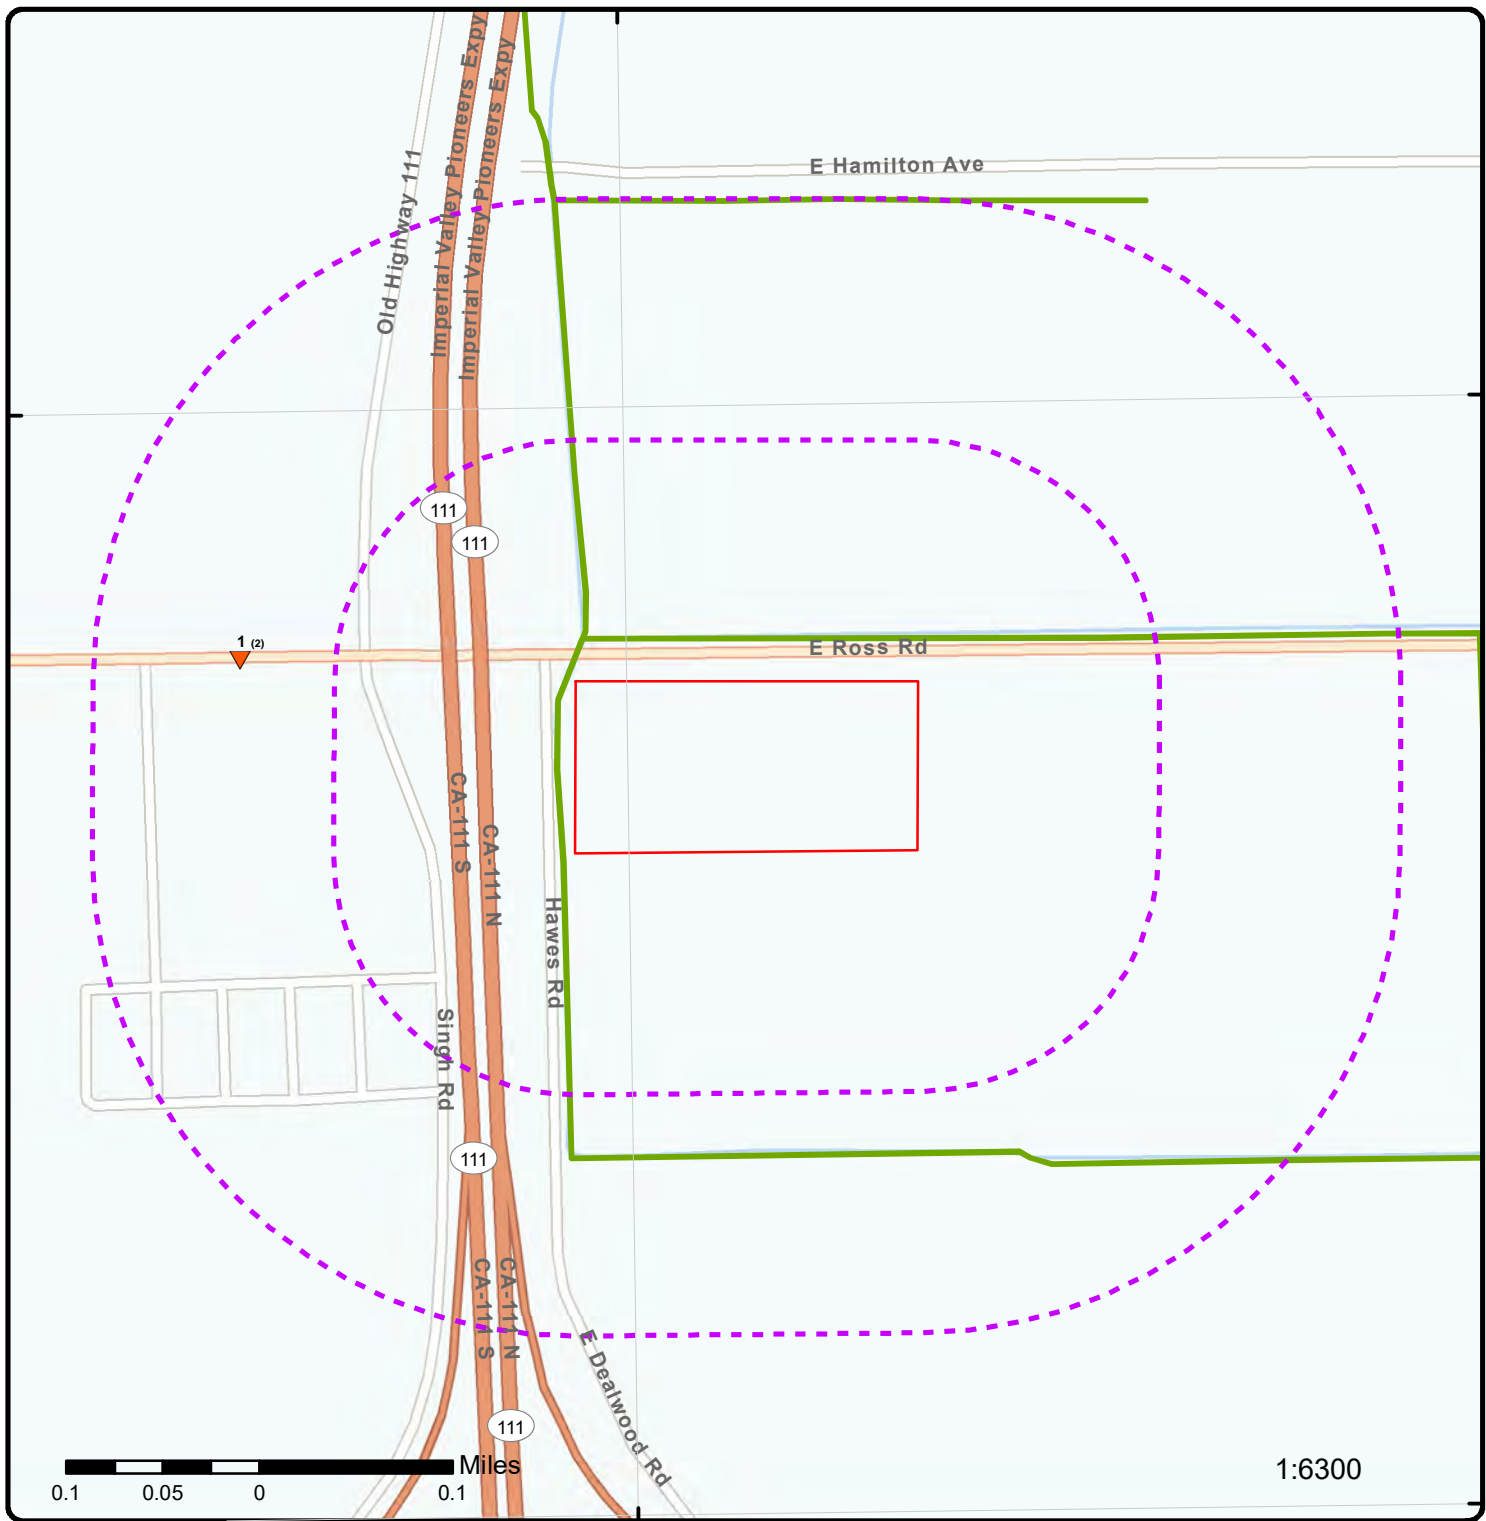 Imperial Valley Pioneers Expy
Imperial Valley Pioneers Expy
Old Highway 111
E Hamilton Ave
111
111
1 (2)
E Ross Rd
CA-111 S
CA-111 N
Hawes Rd
Singh Rd
111
CA-111 S
CA-111 N
E Dealwood Rd
111
Miles
0.1 0.05 0 0.1
1:6300